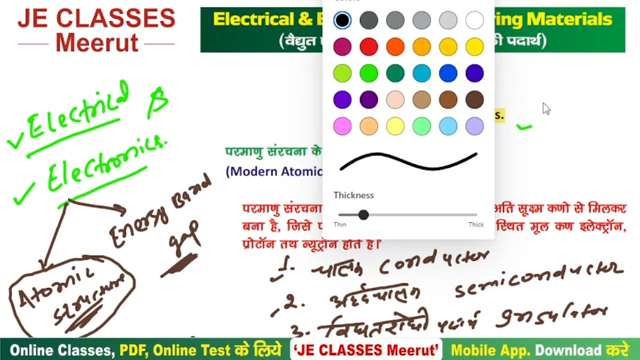 JE CLASSES
Meerut
Electrical & E
ring Materials
(वैद्युत
की पदार्थ)
Electrical &
Electronics.
s.
परमाणु संरचना के
(Modern Atomic
Energy Band
gap
Atomic
structure
Thickness
Thin
Thick
परमाणु संरचना
अति सूक्ष्म कणो से मिलकर
बना है, जिसे
स्थित मूल कण इलेक्ट्रॉन,
प्रोटॉन तथ न्यूट्रोन होते है।'
1. चालक conductor
2. अर्द्धचालक semiconductor
3. विद्युतरोधी पदार्थ Insulator
Online Classes, PDF, Online Test के लिये 'JE CLASSES Meerut' Mobile App. Download करे